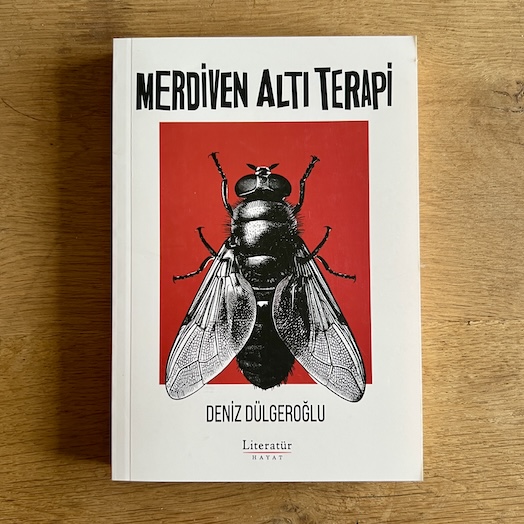 MERDİVEN ALTI TERAPİ
DENİZ DÜLGEROĞLU
Literatür
HAYAT